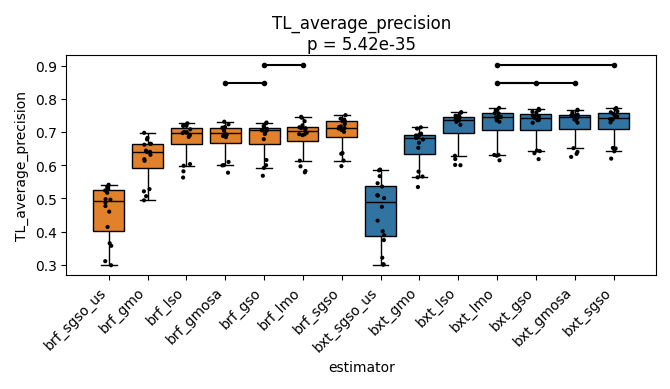 TL_average_precision
p = 5.42e-35
0.9
0.8
0.7
0.6
0.5
0.4
0.3
TL_average_precision
brf_sgso_us
brf_gmo
brf_lso
brf_gmosa
brf_gso
brf_lmo
brf_sgso
bxt_sgso_us
bxt_gmo
bxt_lso
bxt_lmo
bxt_gso
bxt_gmosa
bxt_sgso
estimator